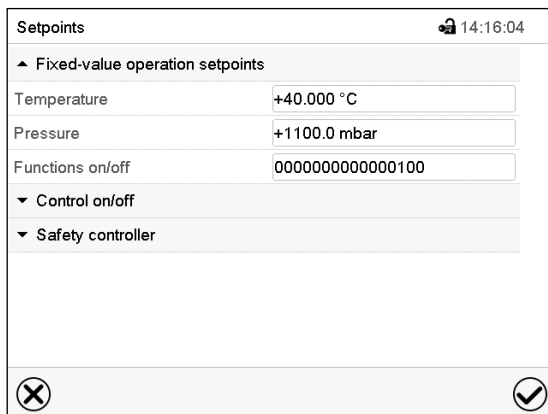 Setpoints 14:16:04
Fixed-value operation setpoints
Temperature +40.000 °C
Pressure +1100.0 mbar
Functions on/off 0000000000000100
Control on/off
Safety controller